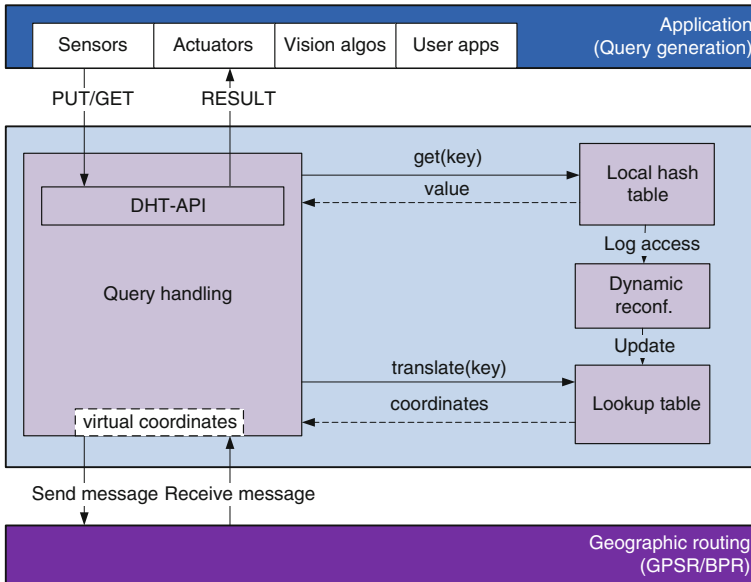 Sensors
Actuators
Vision algos
User apps
Application
(Query generation)
PUT/GET
RESULT
get(key)
value
Local hash
table
DHT-API
Log access
Query handling
Dynamic
reconf.
Update
translate(key)
coordinates
Lookup table
virtual coordinates
Send message
Receive message
Geographic routing
(GPSR/BPR)